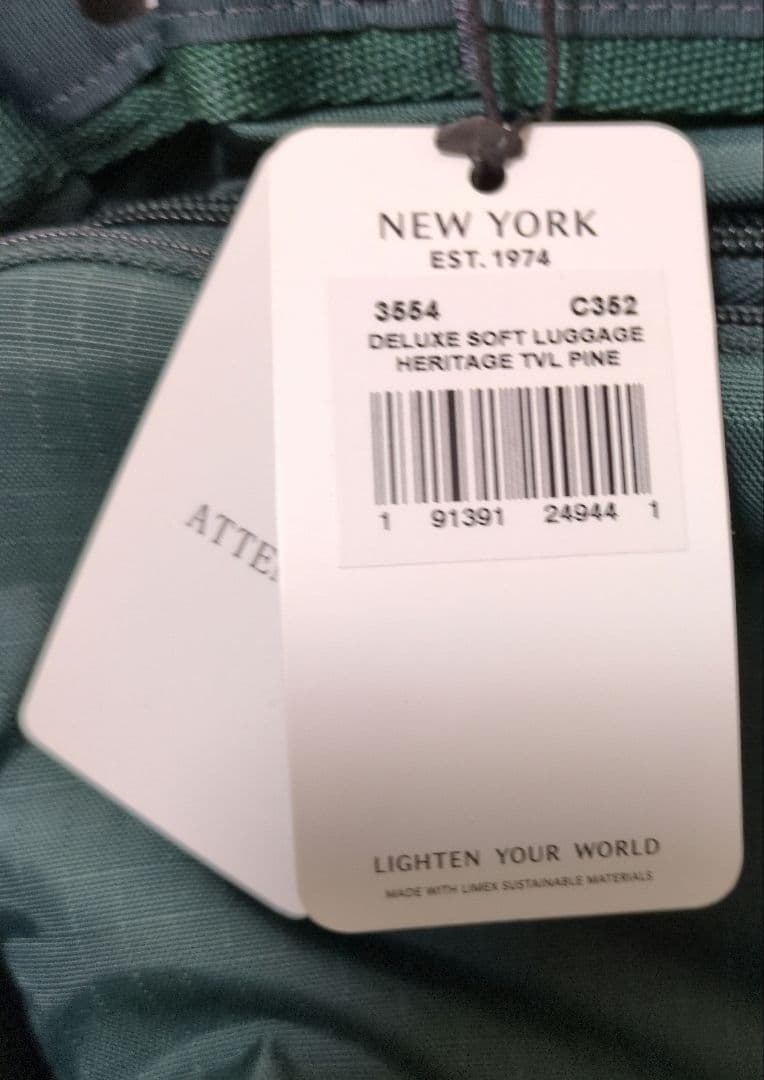 NEW YORK
EST. 1974
3554 C352
DELUXE SOFT LUGGAGE
HERITAGE TVL PINE
1 91391 24944 1
ATTE
LIGHTEN YOUR WORLD
MADE WITH LIMEX SUSTAINABLE MATERIALS